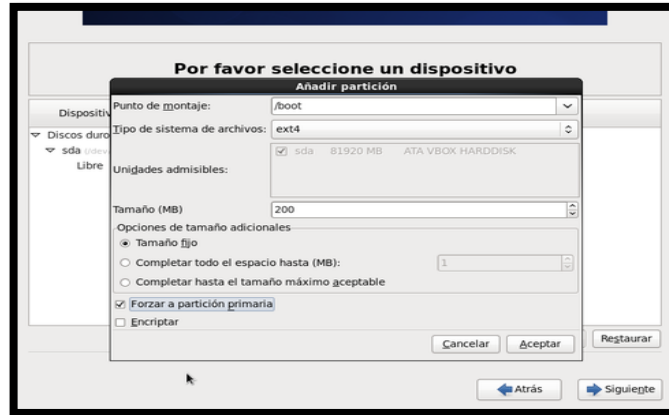 Por favor seleccione un dispositivo
Añadir partición
Dispositiv
Punto de montaje: /boot
Tipo de sistema de archivos: ext4
Discos duro
sda
sda 81920 MB ATA VBOX HARDDISK
Libre
Unidades admisibles:
Tamaño (MB) 200
Opciones de tamaño adicionales
Tamaño fijo
Completar todo el espacio hasta (MB): 1
Completar hasta el tamaño máximo aceptable
Forzar a partición primaria
Encriptar
Cancelar Aceptar Restaurar
Atrás Siguiente